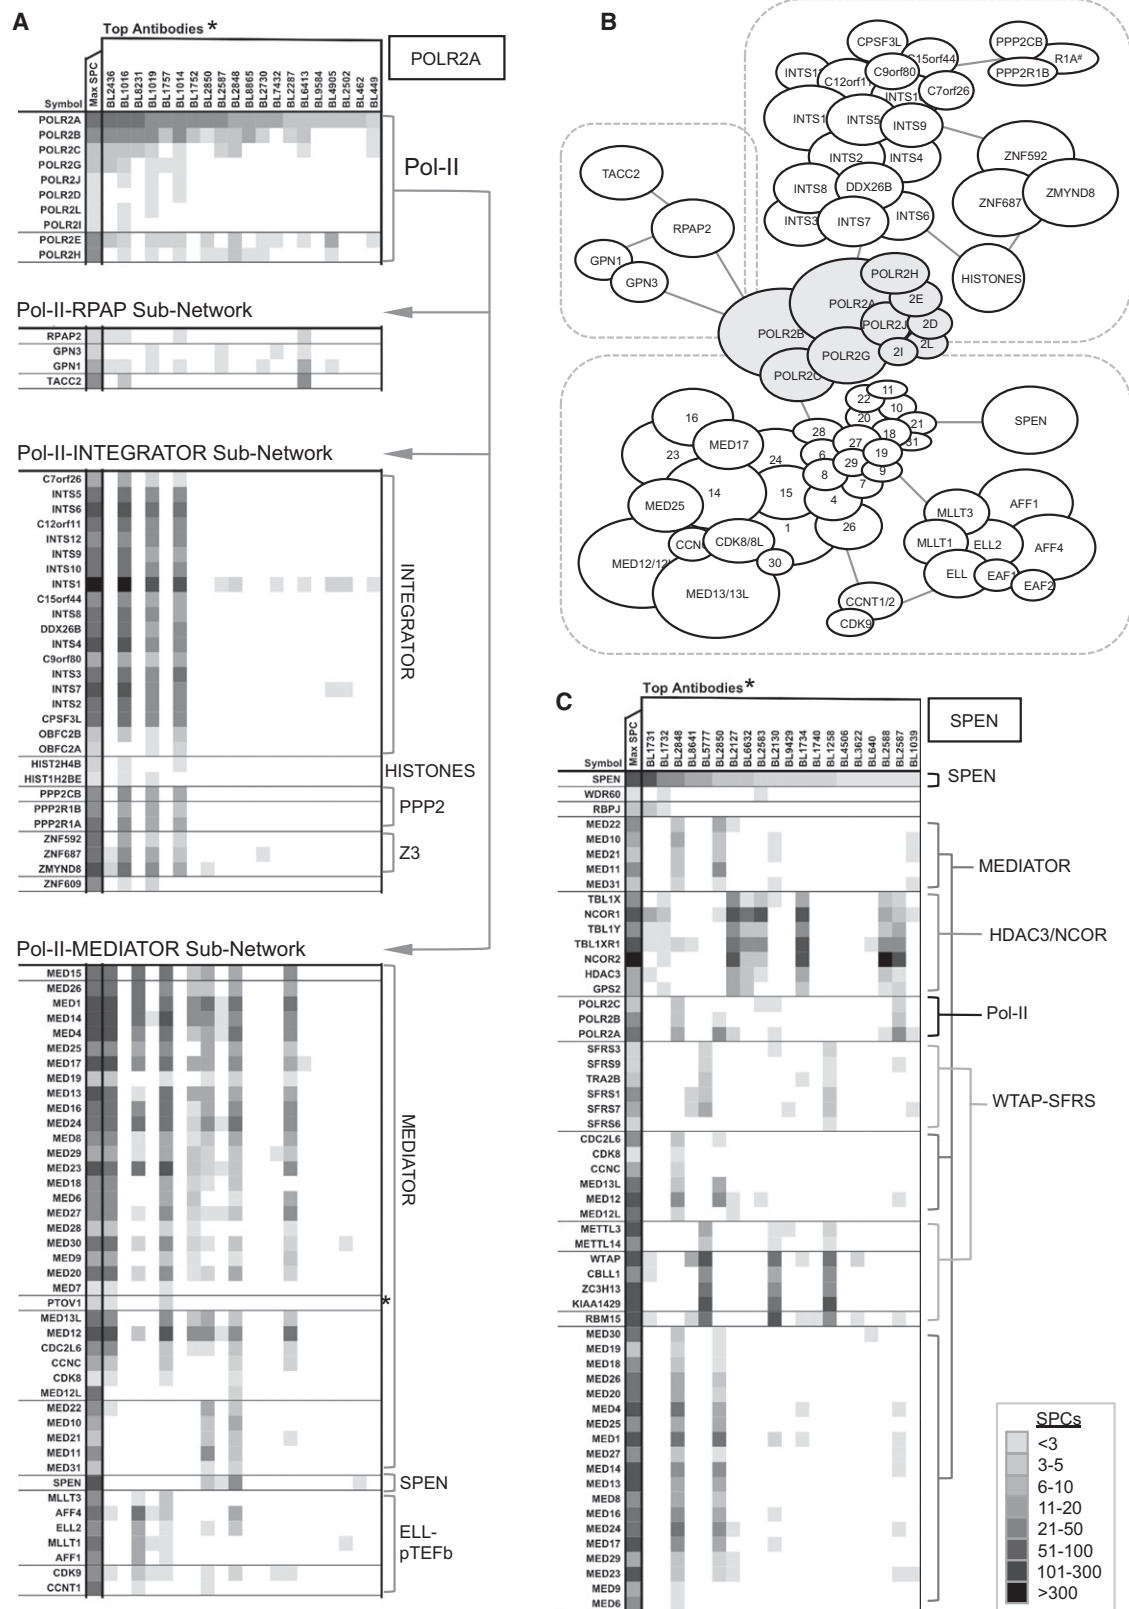 A
Top Antibodies *
POLR2A
Symbol
Max SPC
BL2436
BL1016
BL8231
BL1019
BL17757
BL1014
BL1752
BL2850
BL2587
BL2848
BL8865
BL2730
BL7432
BL2287
BL6413
BL9584
BL4905
BL2502
BL462
BL449
POLR2A
POLR2B
POLR2C
POLR2G
POLR2J
POLR2D
POLR2L
POLR2I
POLR2E
POLR2H
Pol-II
Pol-II-RPAP Sub-Network
RPAP2
GPN3
GPN1
TACC2
Pol-II-INTEGRATOR Sub-Network
C7orf26
INTS5
INTS6
C12orf11
INTS12
INTS9
INTS10
INTS1
C15orf44
INTS8
DDX26B
INTS4
C9orf80
INTS3
INTS7
INTS2
CPSF3L
OBFC2B
OBFC2A
HIST2H4B
HIST1H2BE
PPP2CB
PPP2R1B
PPP2R1A
ZNF592
ZNF687
ZMYND8
ZNF609
INTEGRATOR
HISTONES
PPP2
Z3
Pol-II-MEDIATOR Sub-Network
MED15
MED26
MED1
MED14
MED4
MED25
MED17
MED19
MED13
MED16
MED24
MED8
MED29
MED23
MED18
MED6
MED27
MED28
MED30
MED9
MED20
MED7
PTOV1
*
MED13L
MED12
CDC2L6
CCNC
CDK8
MED12L
MED22
MED10
MED21
MED11
MED31
SPEN
MLLT3
AFF4
ELL2
MLLT1
AFF1
CDK9
CCNT1
MEDIATOR
SPEN
ELL-
pTEFb
B
CPSF3L
C15orf44
PPP2CB
R1A#
PPP2R1B
INTS1
C12orf11
C9orf80
INTS10
C7orf26
INTS1
INTS5
INTS9
INTS2
INTS4
ZNF592
ZNF687
ZMYND8
INTS8
DDX26B
INTS3
INTS7
INTS6
HISTONES
TACC2
RPAP2
GPN1
GPN3
POLR2H
POLR2A
2E
POLR2B
POLR2J
2D
POLR2G
2I
2L
POLR2C
11
22
10
16
20
21
SPEN
MED17
28
27
18
31
23
24
6
19
29
9
8
7
14
15
4
MED25
1
26
MLLT3
AFF1
CCNC
CDK8/8L
MLLT1
ELL2
AFF4
MED12/12L
30
ELL
EAF1
EAF2
MED13/13L
CCNT1/2
CDK9
C
Top Antibodies *
SPEN
Symbol
Max SPC
BL1731
BL1732
BL2848
BL8641
BL5777
BL2850
BL2127
BL6632
BL2583
BL2130
BL9429
BL1734
BL1740
BL1258
BL4506
BL3622
BL640
BL2588
BL2587
BL1039
SPEN
WDR60
RBPJ
MED22
MED10
MED21
MED11
MED31
TBL1X
NCOR1
TBL1Y
TBL1XR1
NCOR2
HDAC3
GPS2
POLR2C
POLR2B
POLR2A
SFRS3
SFRS9
TRA2B
SFRS1
SFRS7
SFRS6
CDC2L6
CDK8
CCNC
MED13L
MED12
MED12L
METTL3
METTL14
WTAP
CBLL1
ZC3H13
KIAA1429
RBM15
MED30
MED19
MED18
MED26
MED20
MED4
MED25
MED1
MED27
MED14
MED13
MED8
MED16
MED24
MED17
MED29
MED23
MED9
MED6
SPEN
MEDIATOR
HDAC3/NCOR
Pol-II
WTAP-SFRS
SPCs
<3
3-5
6-10
11-20
21-50
51-100
101-300
>300